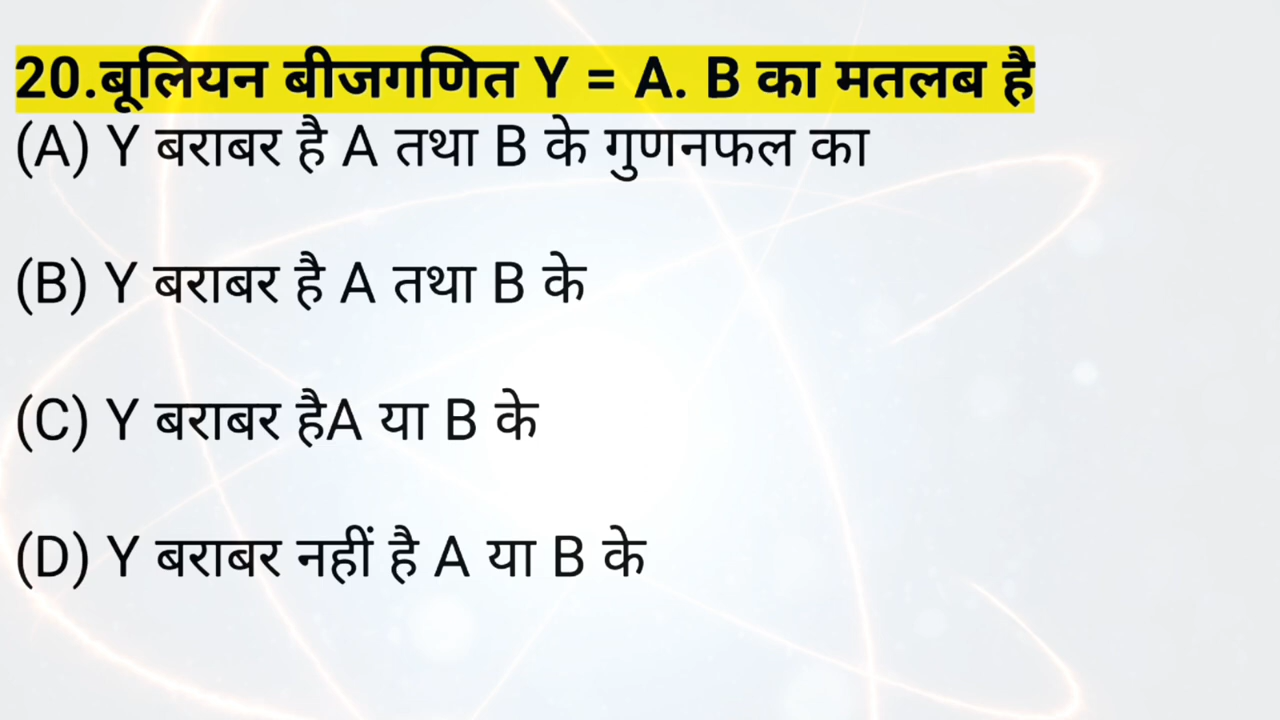 20.बूलियन बीजगणित Y = A. B का मतलब है
(A) Y बराबर है A तथा B के गुणनफल का
(B) Y बराबर है A तथा B के
(C) Y बराबर हैA या B के
(D) Y बराबर नहीं है A या B के